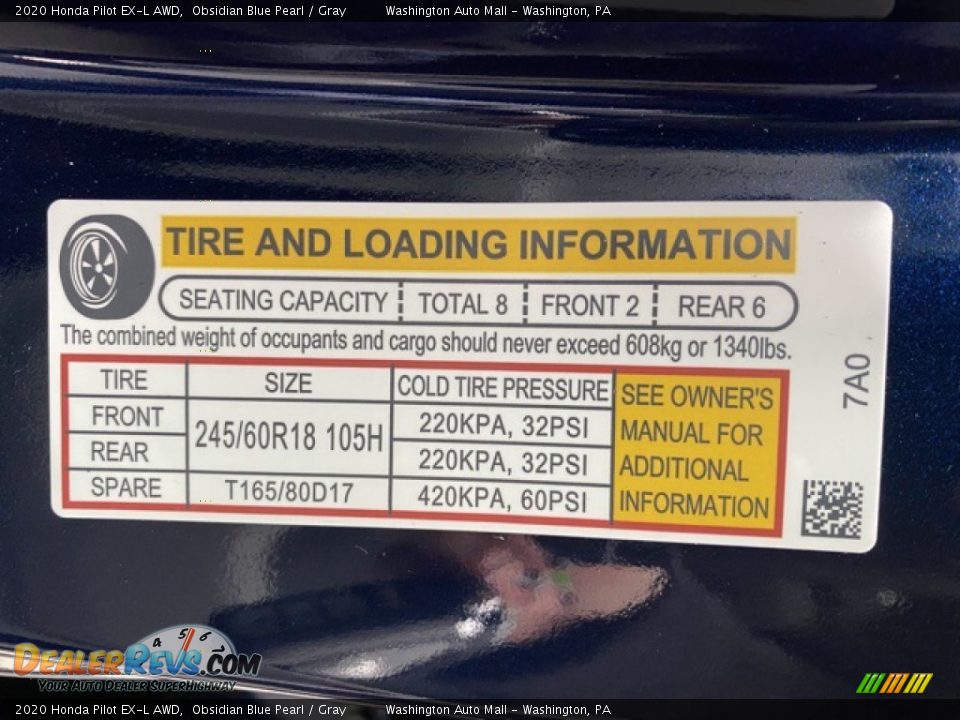 2020 Honda Pilot EX-L AWD, Obsidian Blue Pearl / Gray Washington Auto Mall - Washington, PA
TIRE AND LOADING INFORMATION
SEATING CAPACITY TOTAL 8 FRONT 2 REAR 6
The combined weight of occupants and cargo should never exceed 608kg or 1340lbs.
TIRE SIZE COLD TIRE PRESSURE
FRONT 245/60R18 105H 220KPA, 32PSI
REAR 220KPA, 32PSI
SPARE T165/80D17 420KPA, 60PSI
SEE OWNER'S
MANUAL FOR
ADDITIONAL
INFORMATION
7A0
4 5 6
DEALERREVS.COM
YOUR AUTO DEALER SUPERHIGHWAY
2020 Honda Pilot EX-L AWD, Obsidian Blue Pearl / Gray Washington Auto Mall - Washington, PA